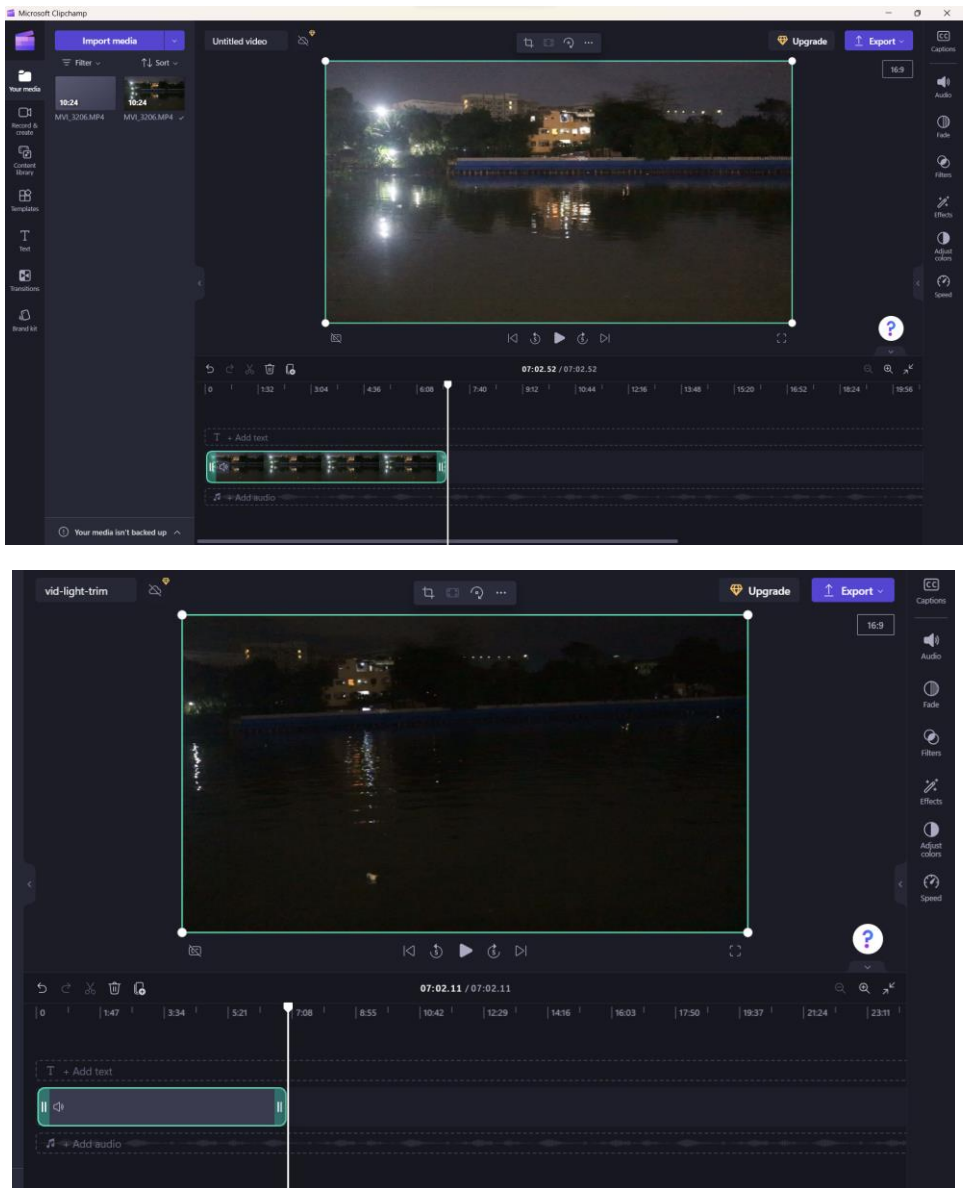 Microsoft Clipchamp
Import media
Untitled video
Upgrade
Export
CC
Captions
Filter
Sort
16:9
Your media
10:24
10:24
MVI_3206.MP4
MVI_3206.MP4
Audio
Record & create
Fade
Content library
Filters
Templates
Effects
Text
Adjust colors
Transitions
Speed
Brand kit
5
5
?
07:02.52 / 07:02.52
0 1:32 3:04 4:36 6:08 7:40 9:12 10:44 12:16 13:48 15:20 16:52 18:24 19:56
T + Add text
+ Add audio
Your media isn't backed up
vid-light-trim
Upgrade
Export
CC
Captions
16:9
Audio
Fade
Filters
Effects
Adjust colors
Speed
5
5
?
07:02.11 / 07:02.11
0 1:47 3:34 5:21 7:08 8:55 10:42 12:29 14:16 16:03 17:50 19:37 21:24 23:11
T + Add text
+ Add audio